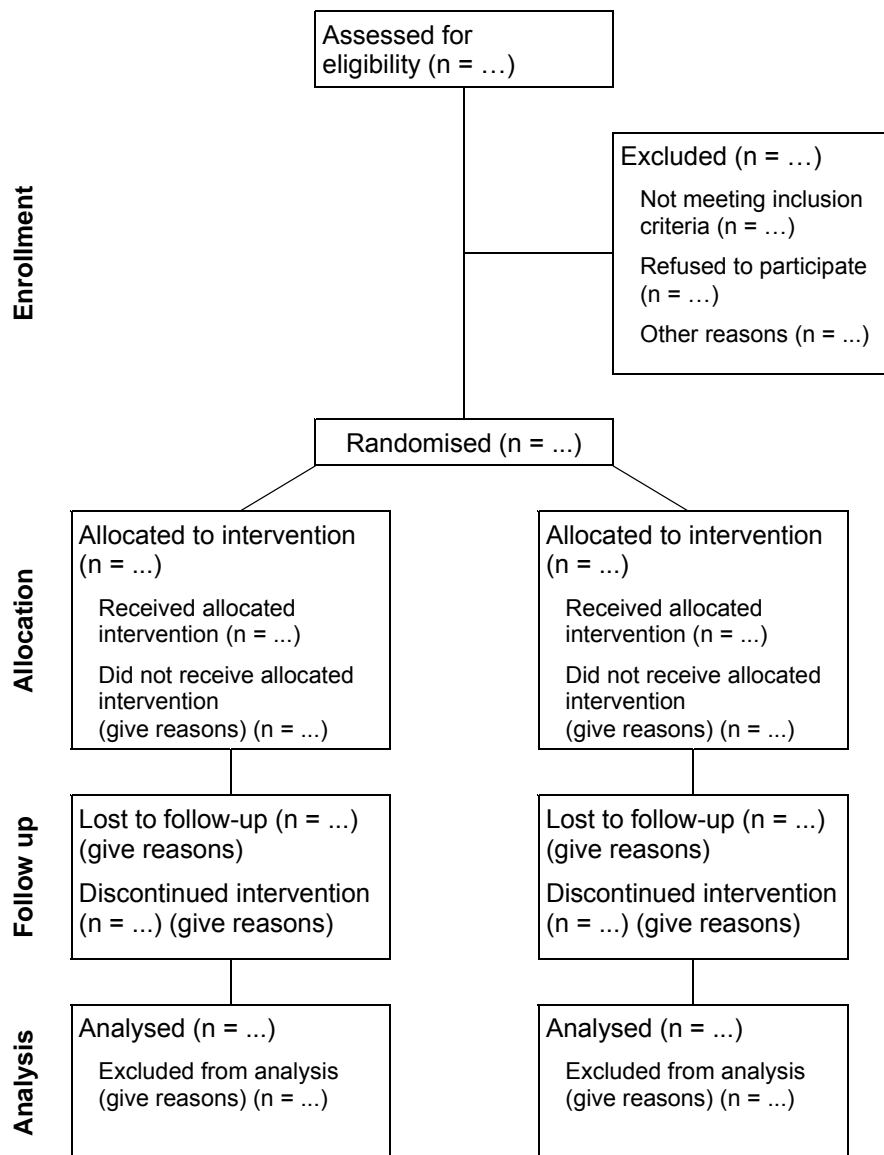 Assessed for
eligibility (n = …)
Enrollment
Excluded (n = …)
Not meeting inclusion
criteria (n = …)
Refused to participate
(n = …)
Other reasons (n = ...)
Randomised (n = ...)
Allocation
Allocated to intervention
(n = ...)
Received allocated
intervention (n = ...)
Did not receive allocated
intervention
(give reasons) (n = ...)
Allocated to intervention
(n = ...)
Received allocated
intervention (n = ...)
Did not receive allocated
intervention
(give reasons) (n = ...)
Follow up
Lost to follow-up (n = ...)
(give reasons)
Discontinued intervention
(n = ...) (give reasons)
Lost to follow-up (n = ...)
(give reasons)
Discontinued intervention
(n = ...) (give reasons)
Analysis
Analysed (n = ...)
Excluded from analysis
(give reasons) (n = ...)
Analysed (n = ...)
Excluded from analysis
(give reasons) (n = ...)